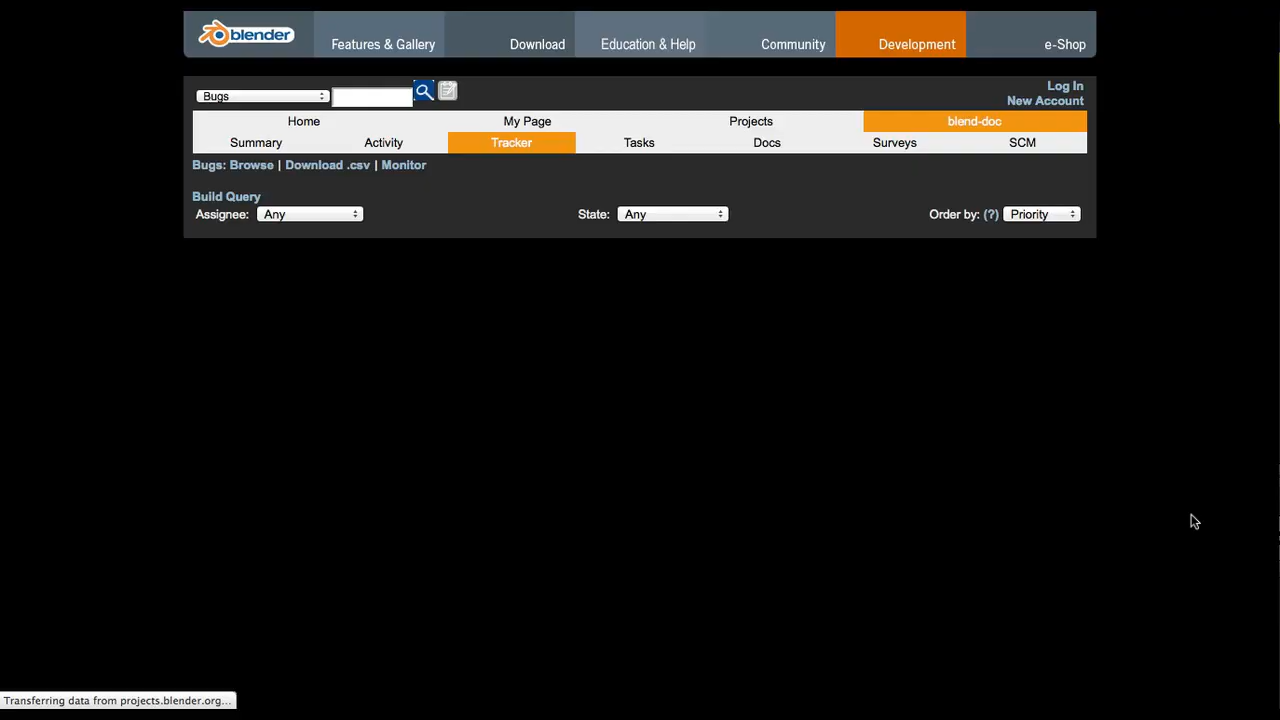 blender Features & Gallery Download Education & Help Community Development e-Shop
Bugs Log In
New Account
Home My Page Projects blend-doc
Summary Activity Tracker Tasks Docs Surveys SCM
Bugs: Browse | Download .csv | Monitor
Build Query
Assignee: Any State: Any Order by: (?) Priority
Transferring data from projects.blender.org...